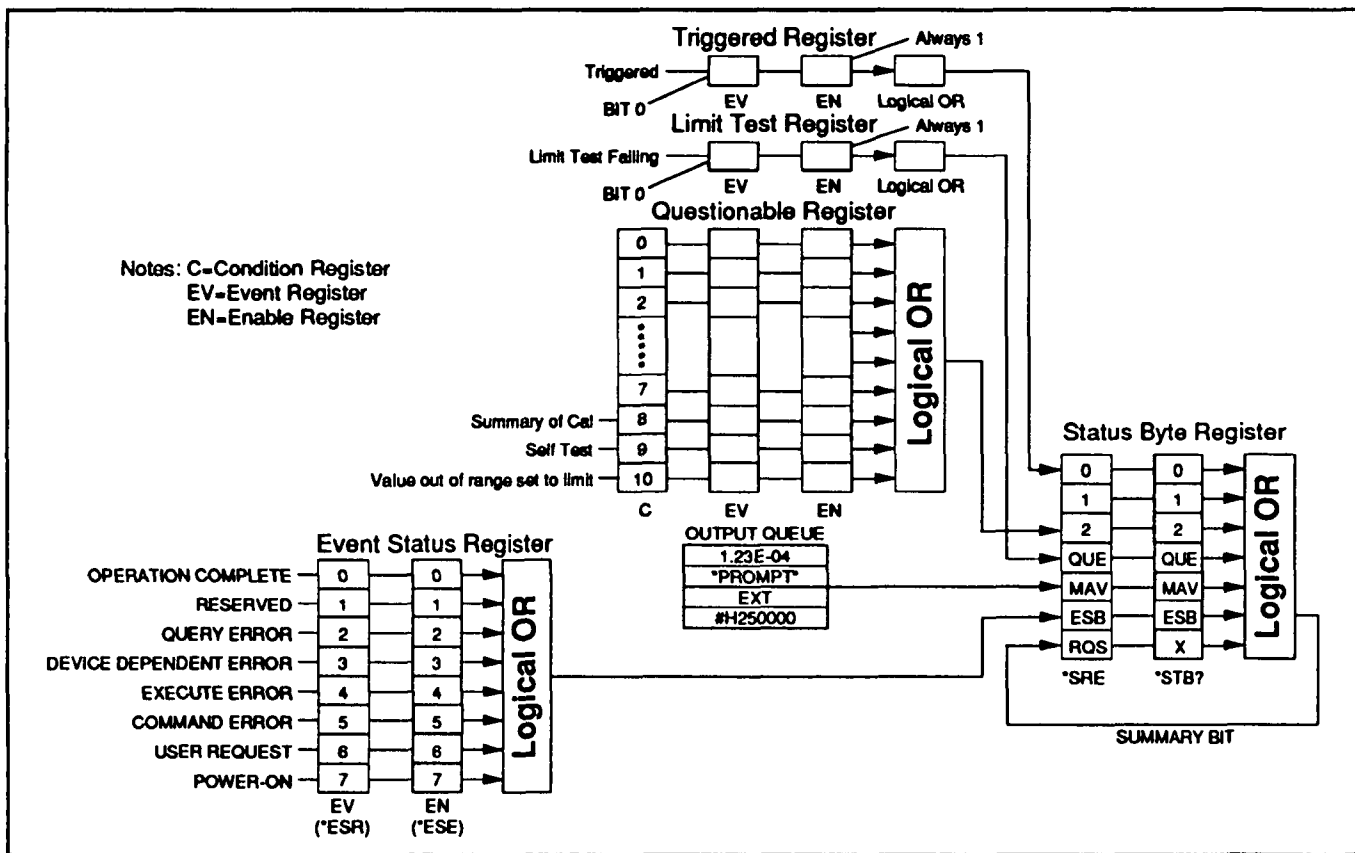 Triggered Register
Always 1
Triggered
BIT 0
EV
EN
Logical OR
Limit Test Register
Always 1
Limit Test Failing
BIT 0
EV
EN
Logical OR
Questionable Register
Notes: C=Condition Register
EV=Event Register
EN=Enable Register
0
1
2
7
Summary of Cal
8
Self Test
9
Value out of range set to limit
10
C
EV
EN
Logical OR
OUTPUT QUEUE
1.23E-04
"PROMPT"
EXT
#H250000
Event Status Register
OPERATION COMPLETE
0
0
RESERVED
1
1
QUERY ERROR
2
2
DEVICE DEPENDENT ERROR
3
3
EXECUTE ERROR
4
4
COMMAND ERROR
5
5
USER REQUEST
6
6
POWER-ON
7
7
EV
(*ESR)
EN
(*ESE)
Logical OR
Status Byte Register
0
0
1
1
2
2
QUE
QUE
MAV
MAV
ESB
ESB
RQS
X
*SRE
*STB?
Logical OR
SUMMARY BIT